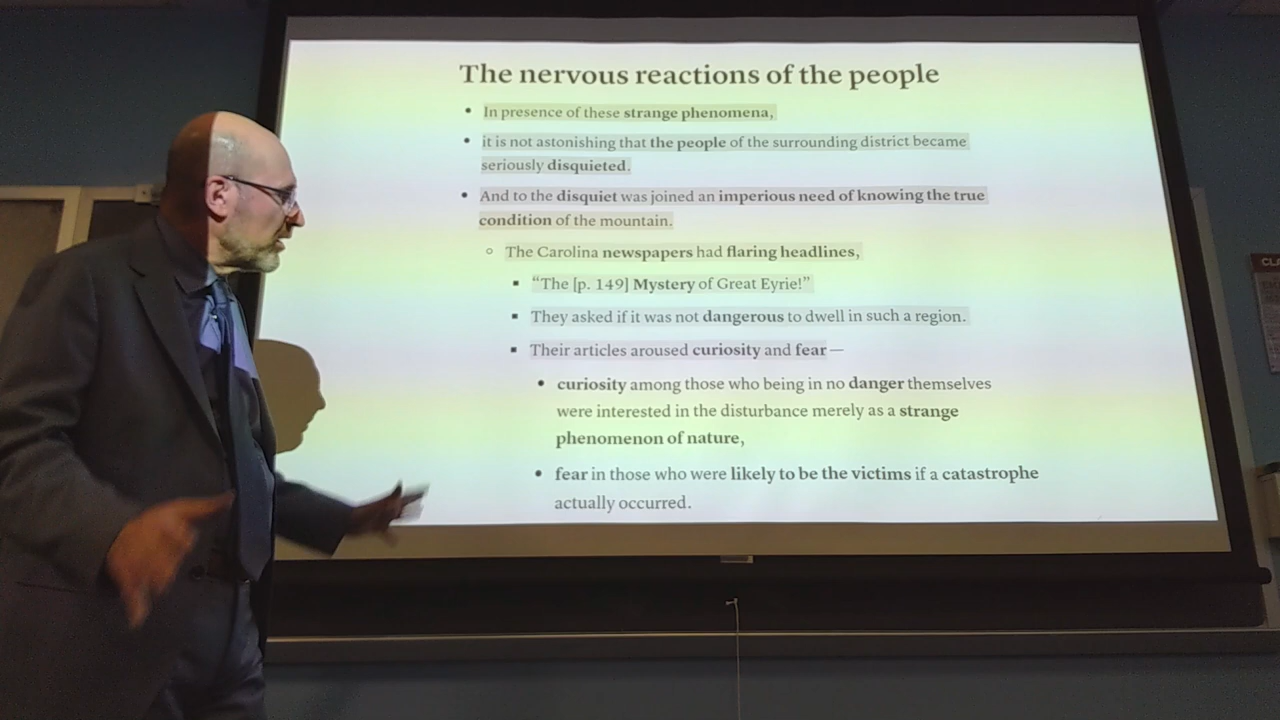 The nervous reactions of the people
• In presence of these strange phenomena,
• it is not astonishing that the people of the surrounding district became
seriously disquieted.
• And to the disquiet was joined an imperious need of knowing the true
condition of the mountain.
◦ The Carolina newspapers had flaring headlines,
▪ “The [p. 149] Mystery of Great Eyrie!”
▪ They asked if it was not dangerous to dwell in such a region.
▪ Their articles aroused curiosity and fear—
• curiosity among those who being in no danger themselves
were interested in the disturbance merely as a strange
phenomenon of nature,
• fear in those who were likely to be the victims if a catastrophe
actually occurred.